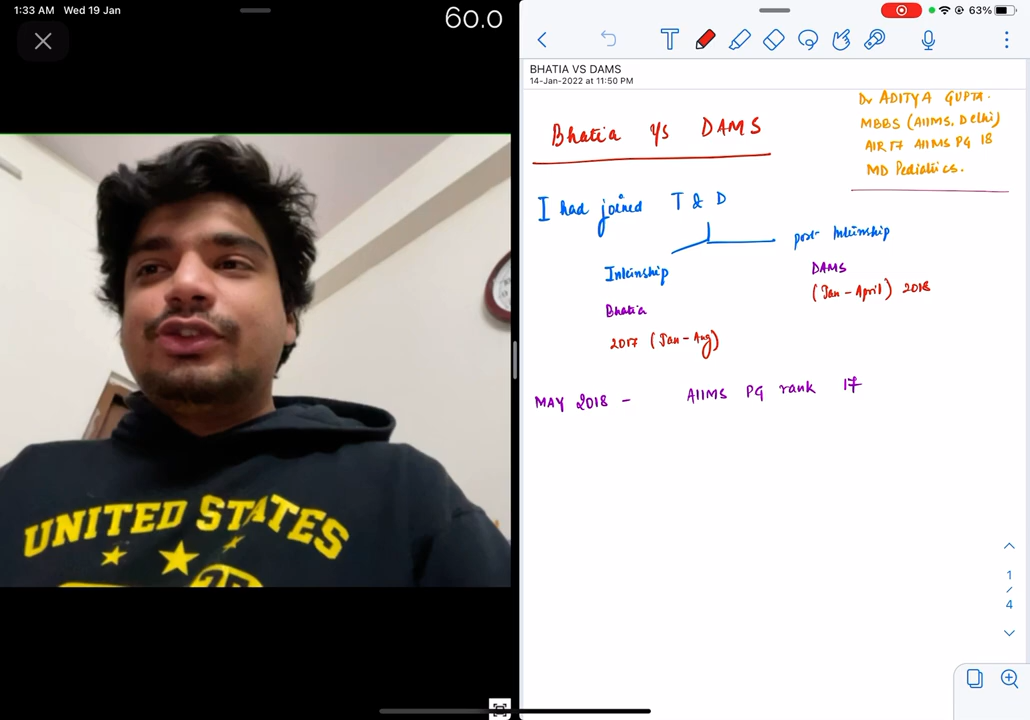 1:33 AM Wed 19 Jan
60.0
63%
BHATIA VS DAMS
14-Jan-2022 at 11:50 PM
Dr ADITYA GUPTA.
MBBS (AIIMS, Delhi)
AIR 17 AIIMS PG 18
MD Pediatrics.
Bhatia v/s DAMS
I had joined T & D
Internship
post- Internship
Bhatia
DAMS
2017 (Jan - Aug)
(Jan - April) 2018
MAY 2018 - AIIMS PG rank 17
UNITED STATES
1
/
4